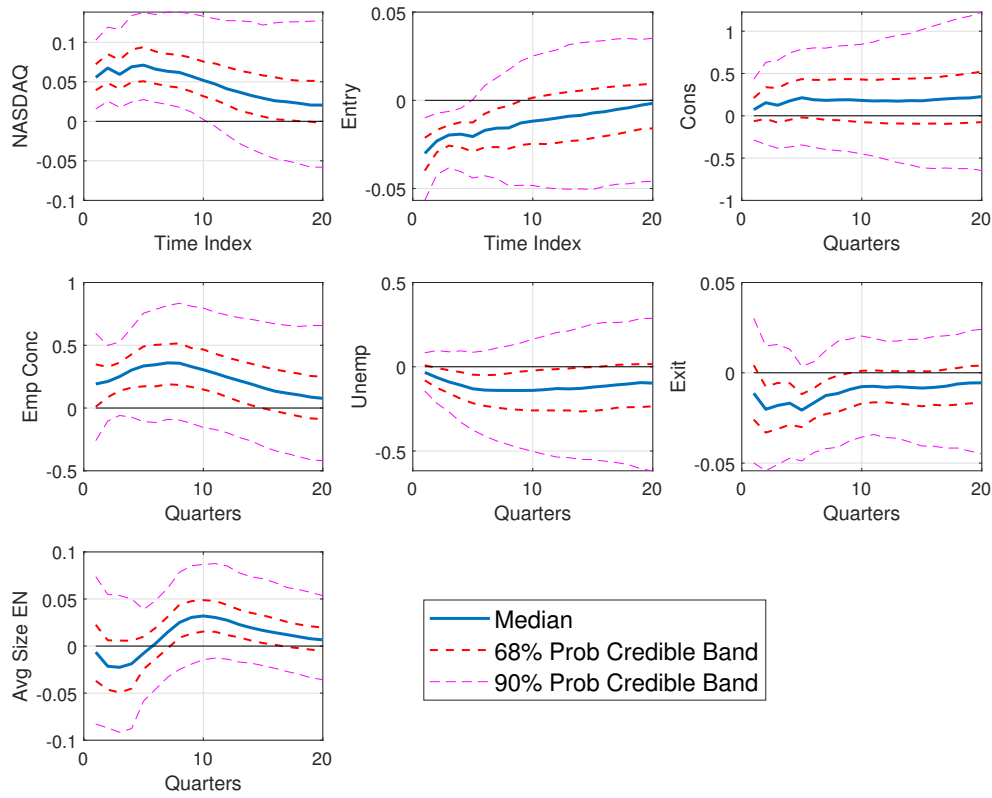 NASDAQ
0.1
0.05
0
-0.05
-0.1
0 10 20
Time Index
Entry
0.05
0
-0.05
0 10 20
Time Index
Cons
1
0.5
0
-0.5
-1
0 10 20
Quarters
Emp Conc
1
0.5
0
-0.5
0 10 20
Quarters
Unemp
0.5
0
-0.5
0 10 20
Quarters
Exit
0.05
0
-0.05
0 10 20
Quarters
Avg Size EN
0.1
0.05
0
-0.05
-0.1
0 10 20
Quarters
Median
68% Prob Credible Band
90% Prob Credible Band